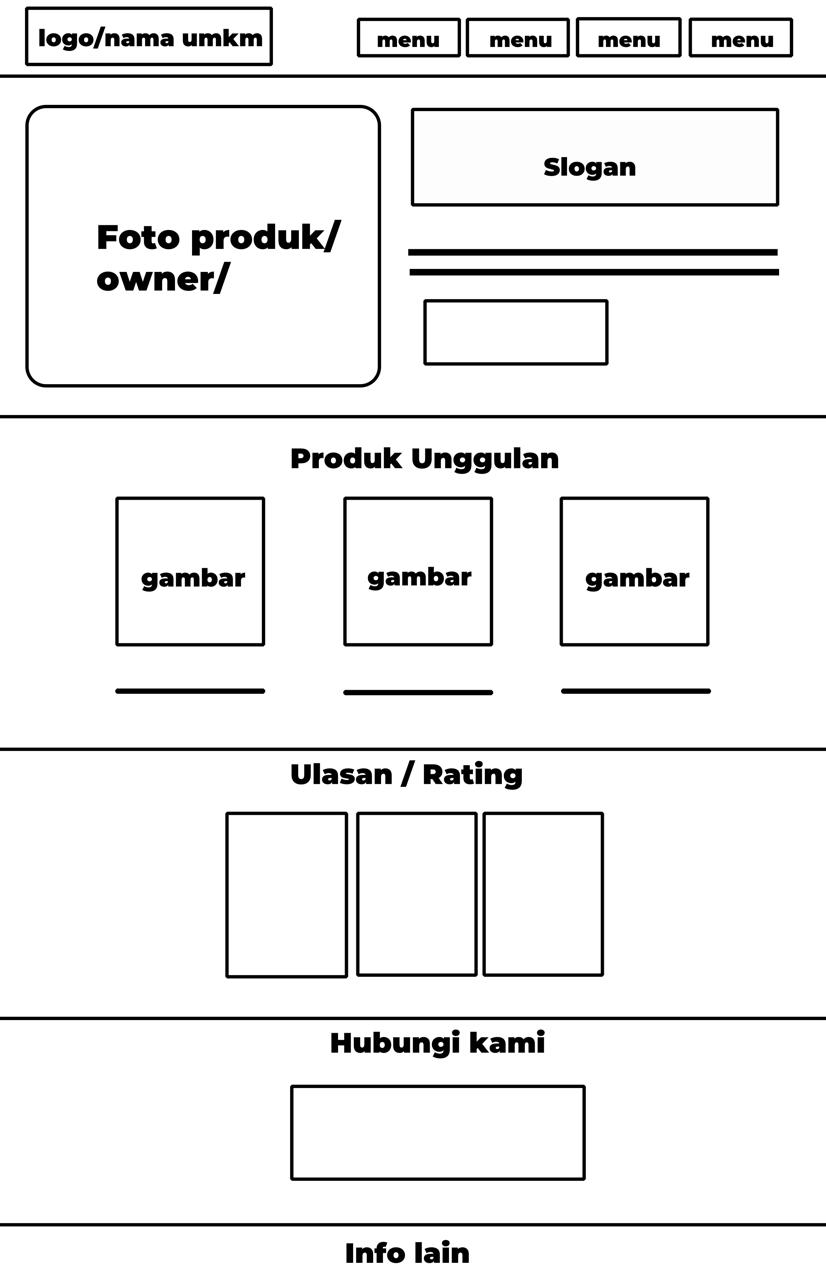 logo/nama umkm
menu
menu
menu
menu
Foto produk/
owner/
Slogan
Produk Unggulan
gambar
gambar
gambar
Ulasan / Rating
Hubungi kami
Info lain